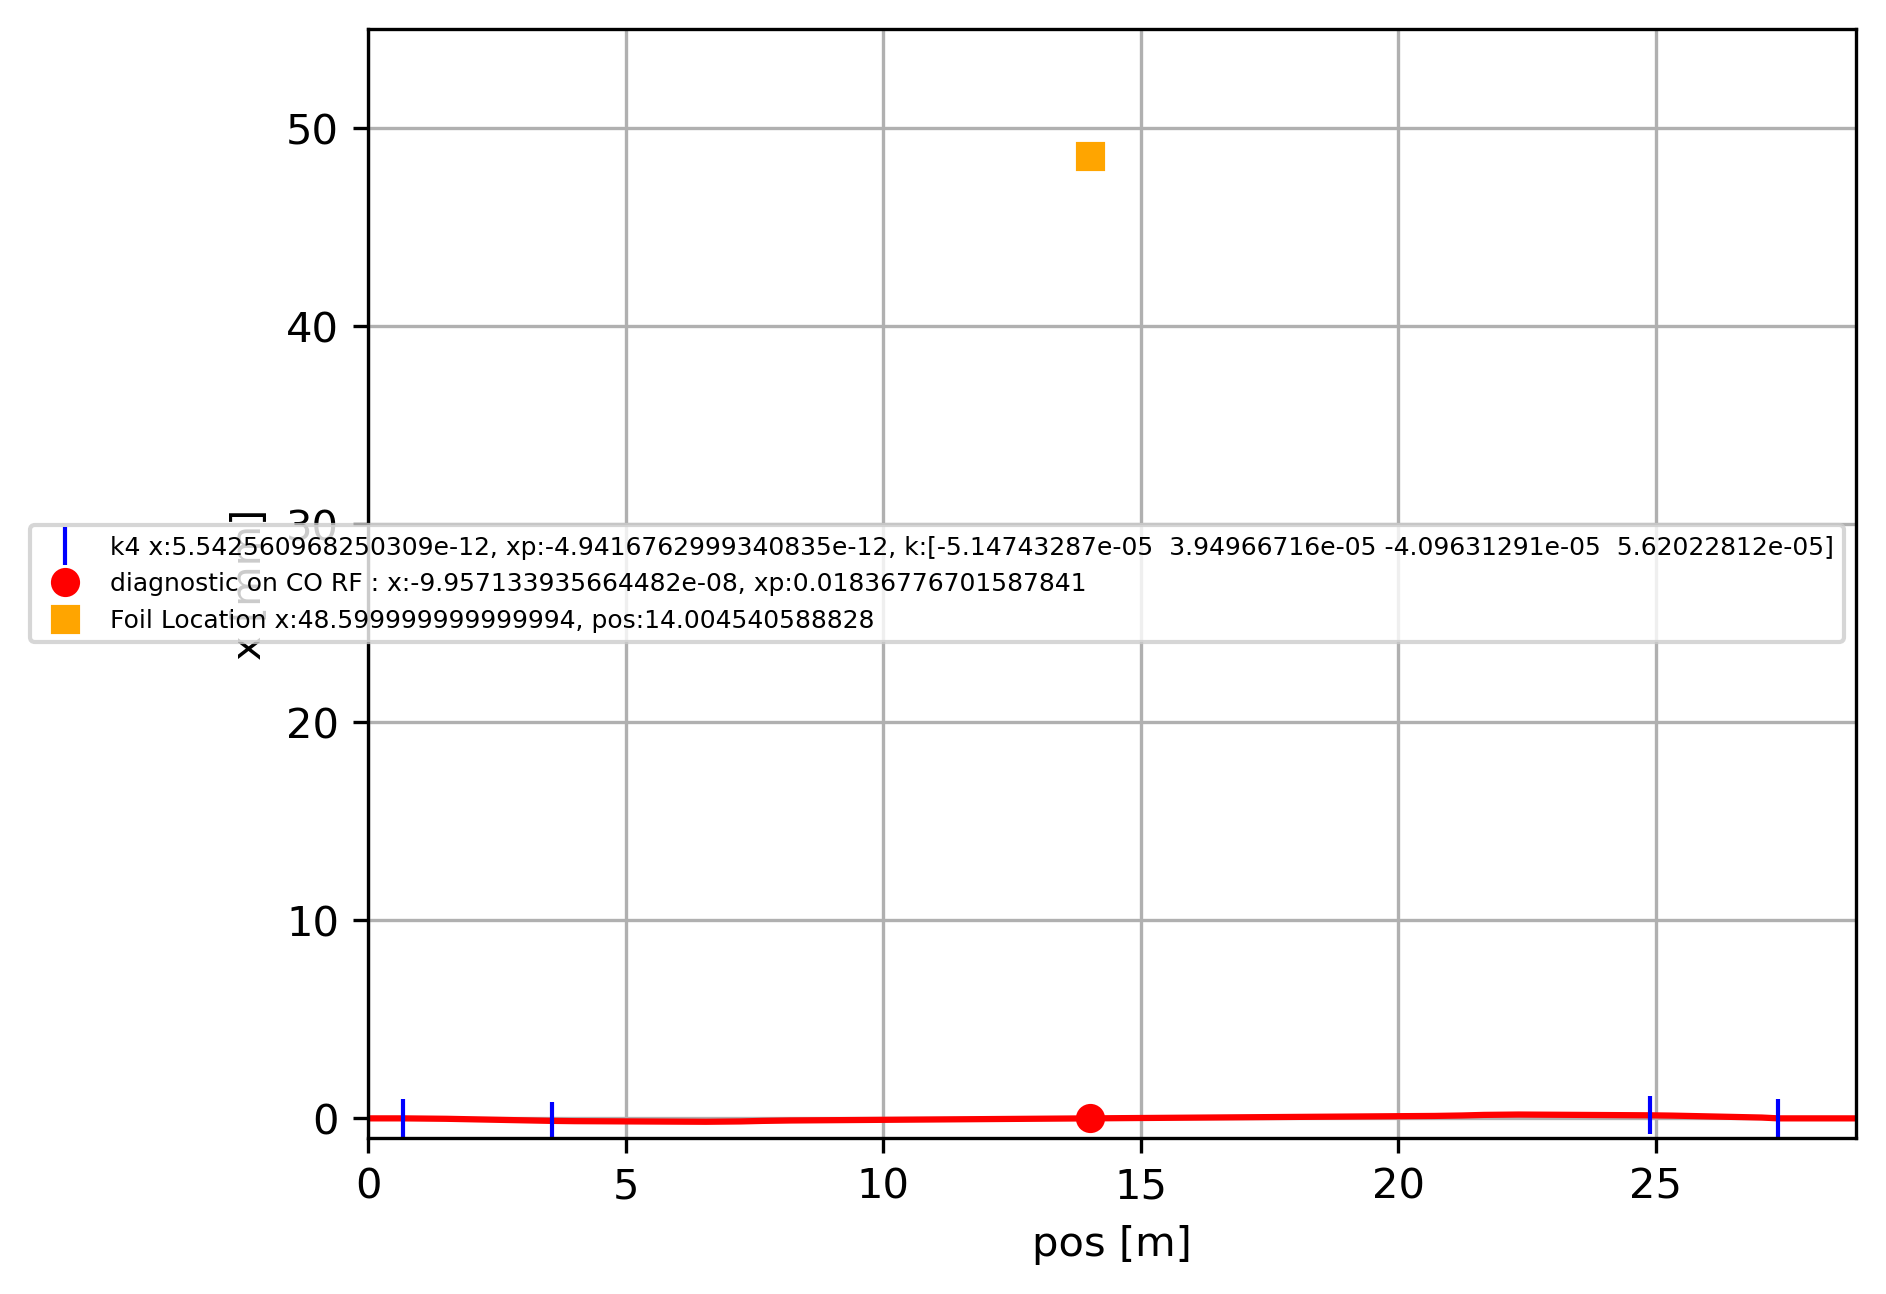 50
40
30
k4 x:5.542560968250309e-12, xp:-4.9416762999340835e-12, k:[-5.14743287e-05  3.94966716e-05 -4.09631291e-05  5.62022812e-05]
diagnostic on CO RF : x:-9.957133935664482e-08, xp:0.01836776701587841
Foil Location x:48.599999999999994, pos:14.004540588828
x [mm]
20
10
0
0 5 10 15 20 25
pos [m]